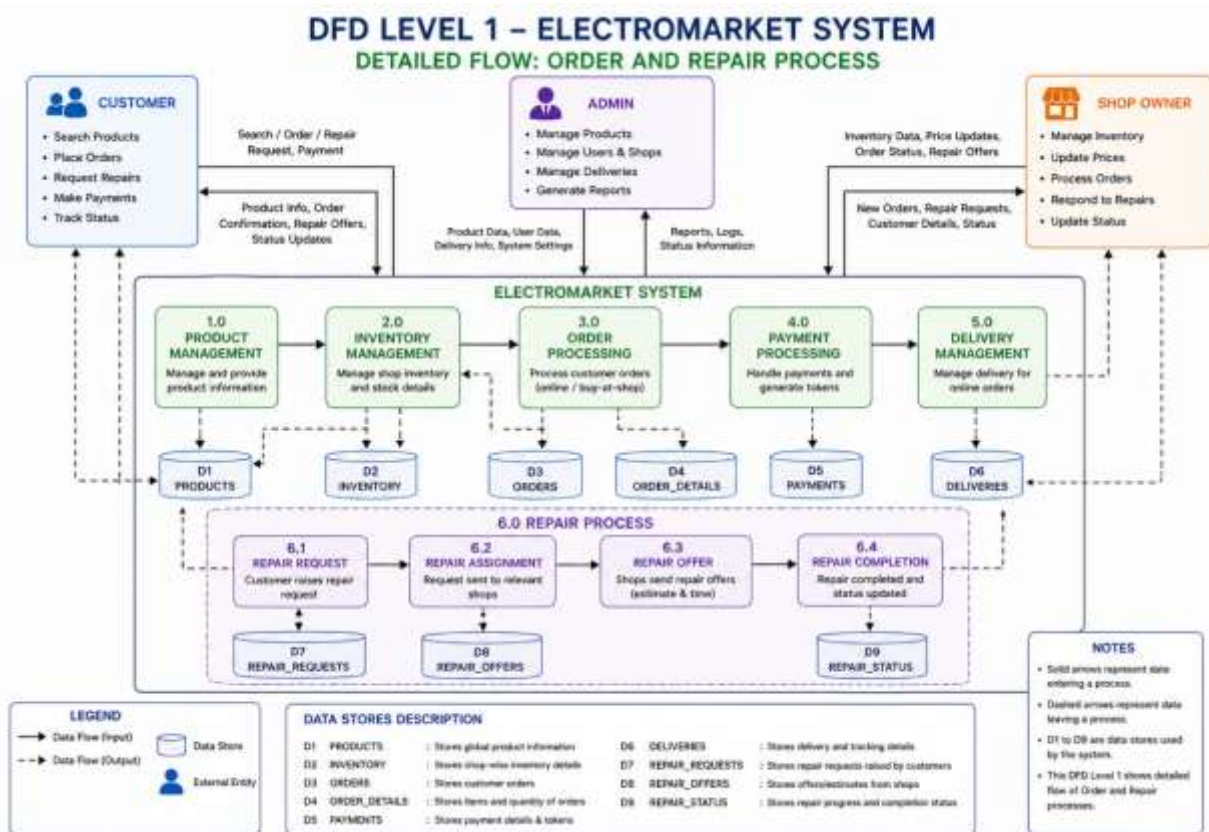 DFD LEVEL 1 – ELECTROMARKET SYSTEM
DETAILED FLOW: ORDER AND REPAIR PROCESS
CUSTOMER
• Search Products
• Place Orders
• Request Repairs
• Make Payments
• Track Status
Search / Order / Repair
Request, Payment
Product Info, Order
Confirmation, Repair Offers,
Status Updates
ADMIN
• Manage Products
• Manage Users & Shops
• Manage Deliveries
• Generate Reports
Product Data, User Data,
Delivery Info, System Settings
Reports, Logs,
Status Information
Inventory Data, Price Updates,
Order Status, Repair Offers
New Orders, Repair Requests,
Customer Details, Status
SHOP OWNER
• Manage Inventory
• Update Prices
• Process Orders
• Respond to Repairs
• Update Status
ELECTROMARKET SYSTEM
1.0
PRODUCT
MANAGEMENT
Manage and provide
product information
2.0
INVENTORY
MANAGEMENT
Manage shop inventory
and stock details
3.0
ORDER
PROCESSING
Process customer orders
(online / buy-at-shop)
4.0
PAYMENT
PROCESSING
Handle payments and
generate tokens
5.0
DELIVERY
MANAGEMENT
Manage delivery for
online orders
D1
PRODUCTS
D2
INVENTORY
D3
ORDERS
D4
ORDER_DETAILS
D5
PAYMENTS
D6
DELIVERIES
6.0 REPAIR PROCESS
6.1
REPAIR REQUEST
Customer raises repair
request
6.2
REPAIR ASSIGNMENT
Request sent to relevant
shops
6.3
REPAIR OFFER
Shops send repair offers
(estimate & time)
6.4
REPAIR COMPLETION
Repair completed and
status updated
D7
REPAIR_REQUESTS
D8
REPAIR_OFFERS
D9
REPAIR_STATUS
LEGEND
Data Flow (Input)
Data Flow (Output)
Data Store
External Entity
DATA STORES DESCRIPTION
D1 PRODUCTS : Stores global product information
D2 INVENTORY : Stores shop-wise inventory details
D3 ORDERS : Stores customer orders
D4 ORDER_DETAILS : Stores items and quantity of orders
D5 PAYMENTS : Stores payment details & tokens
D6 DELIVERIES : Stores delivery and tracking details
D7 REPAIR_REQUESTS : Stores repair requests raised by customers
D8 REPAIR_OFFERS : Stores offers/estimates from shops
D9 REPAIR_STATUS : Stores repair progress and completion status
NOTES
• Solid arrows represent data
entering a process.
• Dashed arrows represent data
leaving a process.
• D1 to D9 are data stores used
by the system.
• This DFD Level 1 shows detailed
flow of Order and Repair
processes.